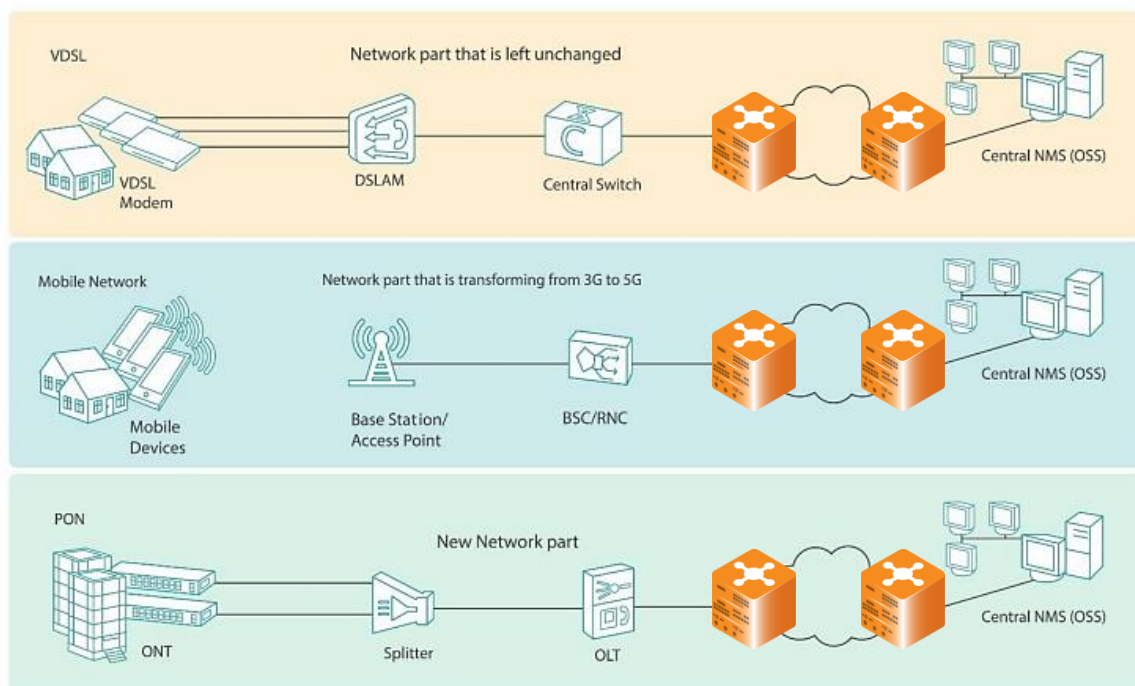 VDSL
Network part that is left unchanged
VDSL
Modem
DSLAM
Central Switch
Central NMS (OSS)
Mobile Network
Network part that is transforming from 3G to 5G
Mobile
Devices
Base Station/
Access Point
BSC/RNC
Central NMS (OSS)
PON
New Network part
ONT
Splitter
OLT
Central NMS (OSS)